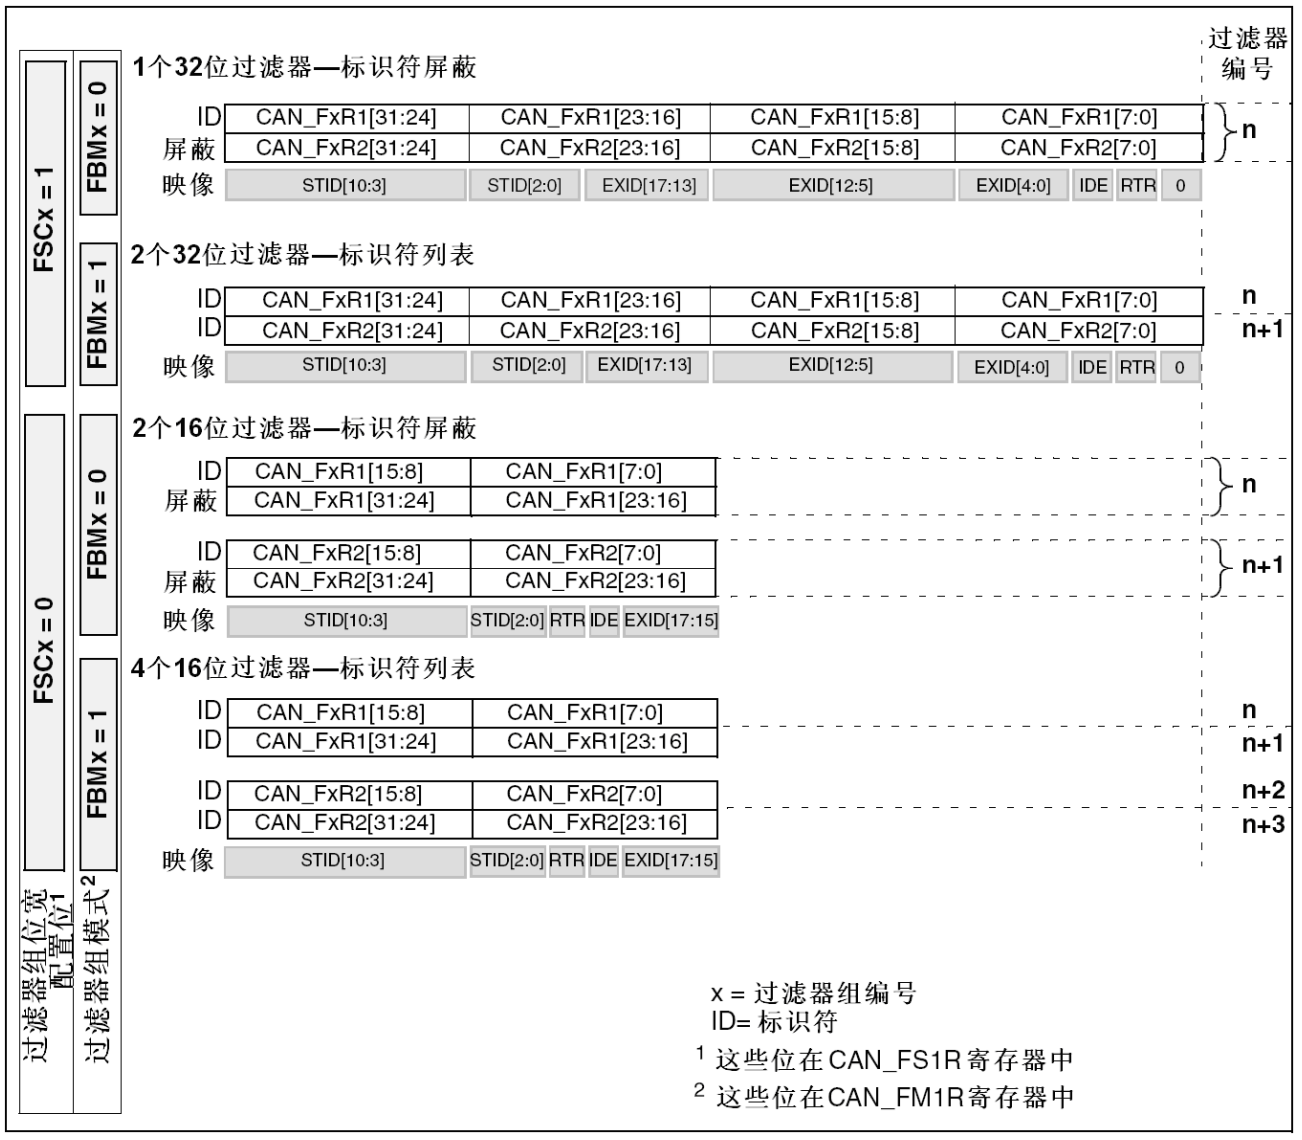 过滤器
编号
1个32位过滤器—标识符屏蔽
ID CAN_FxR1[31:24] CAN_FxR1[23:16] CAN_FxR1[15:8] CAN_FxR1[7:0] n
屏蔽 CAN_FxR2[31:24] CAN_FxR2[23:16] CAN_FxR2[15:8] CAN_FxR2[7:0]
映像 STID[10:3] STID[2:0] EXID[17:13] EXID[12:5] EXID[4:0] IDE RTR 0
2个32位过滤器—标识符列表
ID CAN_FxR1[31:24] CAN_FxR1[23:16] CAN_FxR1[15:8] CAN_FxR1[7:0] n
ID CAN_FxR2[31:24] CAN_FxR2[23:16] CAN_FxR2[15:8] CAN_FxR2[7:0] n+1
映像 STID[10:3] STID[2:0] EXID[17:13] EXID[12:5] EXID[4:0] IDE RTR 0
2个16位过滤器—标识符屏蔽
ID CAN_FxR1[15:8] CAN_FxR1[7:0] n
屏蔽 CAN_FxR1[31:24] CAN_FxR1[23:16]
ID CAN_FxR2[15:8] CAN_FxR2[7:0] n+1
屏蔽 CAN_FxR2[31:24] CAN_FxR2[23:16]
映像 STID[10:3] STID[2:0] RTR IDE EXID[17:15]
4个16位过滤器—标识符列表
ID CAN_FxR1[15:8] CAN_FxR1[7:0] n
ID CAN_FxR1[31:24] CAN_FxR1[23:16] n+1
ID CAN_FxR2[15:8] CAN_FxR2[7:0] n+2
ID CAN_FxR2[31:24] CAN_FxR2[23:16] n+3
映像 STID[10:3] STID[2:0] RTR IDE EXID[17:15]
FSCx = 1
FBMx = 0
FBMx = 1
FSCx = 0
FBMx = 0
FBMx = 1
过滤器组位宽
配置位1
过滤器组模式2
x = 过滤器组编号
ID= 标识符
1 这些位在CAN_FS1R寄存器中
2 这些位在CAN_FM1R寄存器中